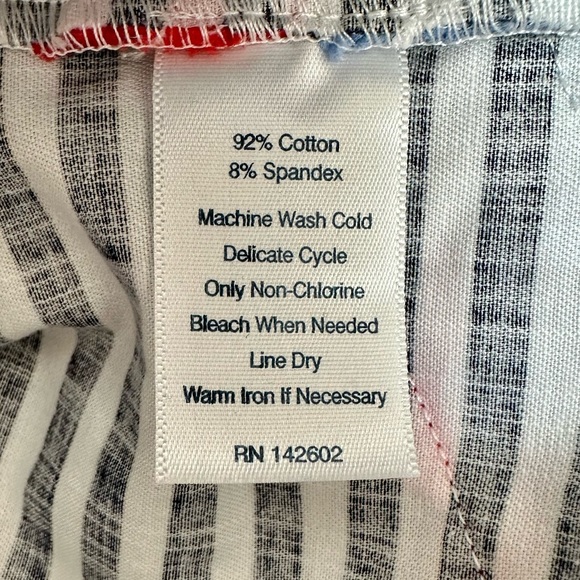 92% Cotton
8% Spandex
Machine Wash Cold
Delicate Cycle
Only Non-Chlorine
Bleach When Needed
Line Dry
Warm Iron If Necessary
RN 142602